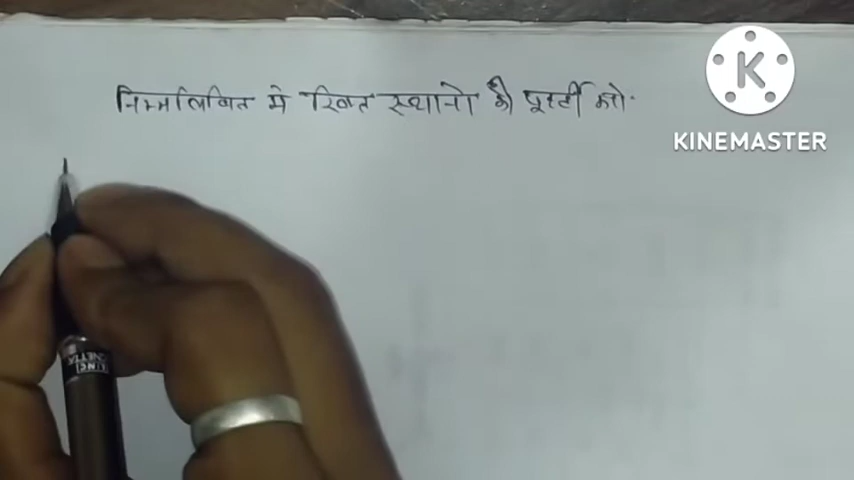 निम्नलिखित मे रिक्त स्थानो की पूर्ती करो.
K
KINEMASTER